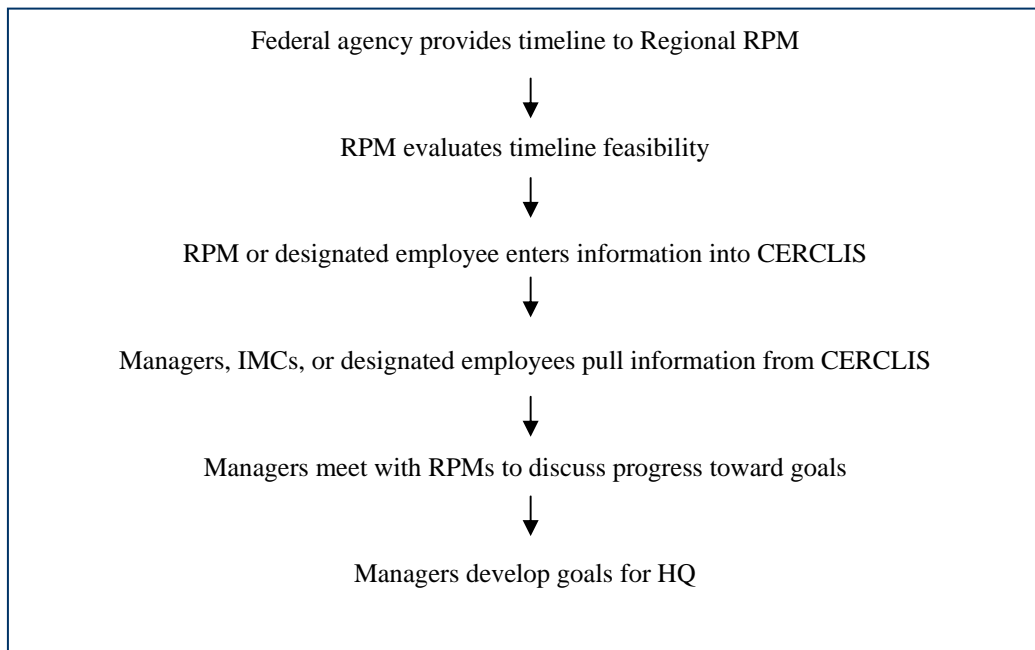 Federal agency provides timeline to Regional RPM
RPM evaluates timeline feasibility
RPM or designated employee enters information into CERCLIS
Managers, IMCs, or designated employees pull information from CERCLIS
Managers meet with RPMs to discuss progress toward goals
Managers develop goals for HQ